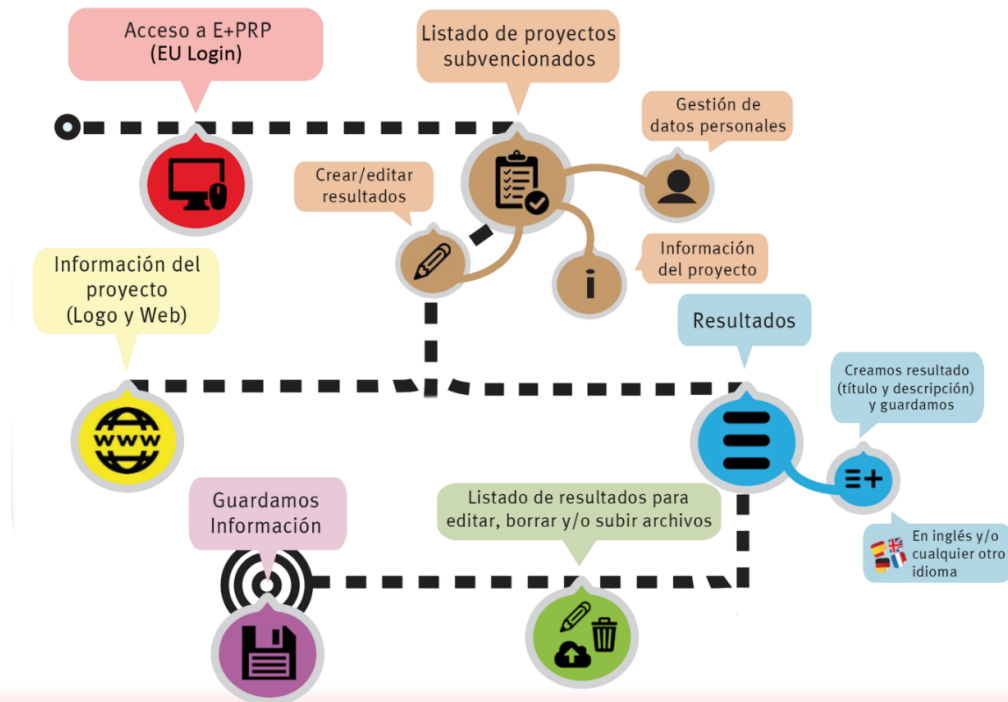 Acceso a E+PRP
(EU Login)
Listado de proyectos
subvencionados
Gestión de
datos personales
Crear/editar
resultados
Información
del proyecto
Información del
proyecto
(Logo y Web)
Resultados
Creamos resultado
(título y descripción)
y guardamos
www
En inglés y/o
cualquier otro
idioma
Listado de resultados para
editar, borrar y/o subir archivos
Guardamos
Información